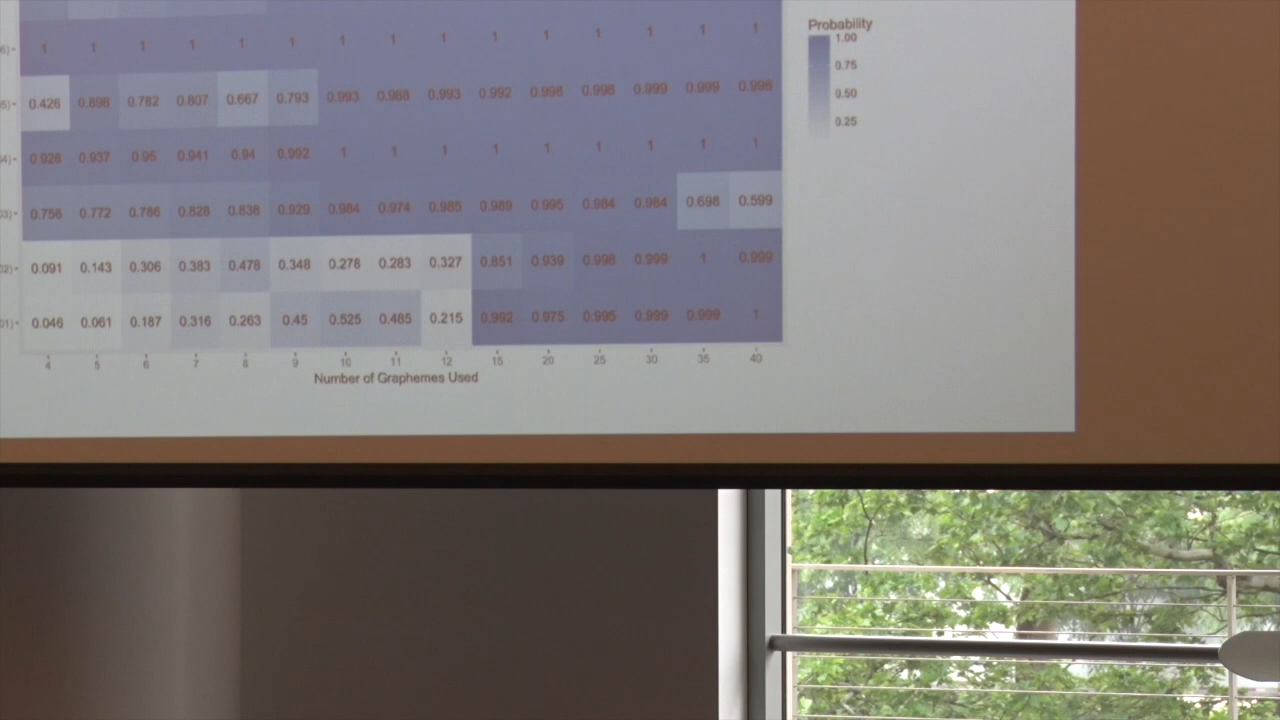 Probability
1.00
0.75
0.50
0.25
1 1 1 1 1 1 1 1 1 1 1 1 1 1 1
0.426 0.898 0.782 0.807 0.667 0.793 0.993 0.988 0.993 0.992 0.998 0.998 0.999 0.999 0.998
0.926 0.937 0.95 0.941 0.94 0.992 1 1 1 1 1 1 1 1 1
0.756 0.772 0.786 0.828 0.838 0.929 0.984 0.974 0.985 0.989 0.995 0.984 0.984 0.698 0.599
0.091 0.143 0.306 0.383 0.478 0.348 0.278 0.283 0.327 0.851 0.939 0.998 0.999 1 0.999
0.046 0.061 0.187 0.316 0.263 0.45 0.525 0.485 0.215 0.992 0.975 0.995 0.999 0.999 1
4 5 6 7 8 9 10 11 12 15 20 25 30 35 40
Number of Graphemes Used